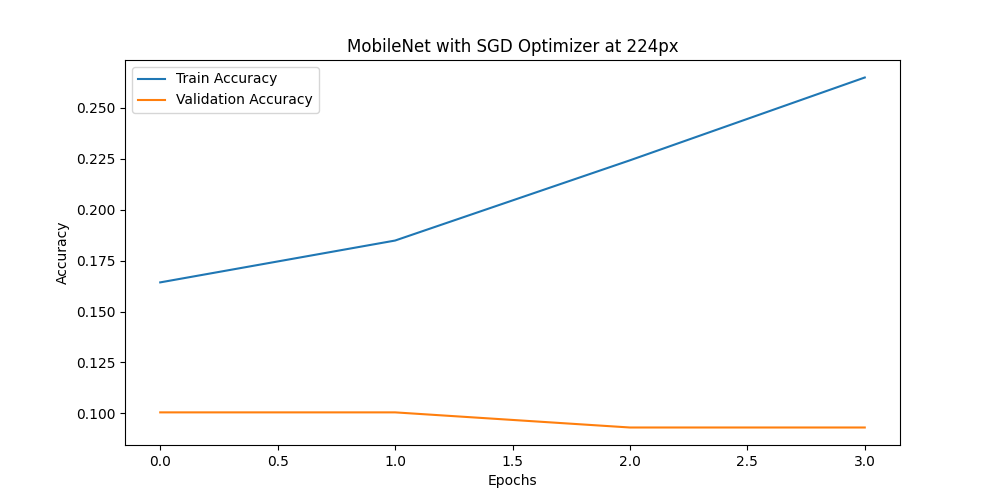 MobileNet with SGD Optimizer at 224px
Train Accuracy
Validation Accuracy
Accuracy
0.250
0.225
0.200
0.175
0.150
0.125
0.100
0.0 0.5 1.0 1.5 2.0 2.5 3.0
Epochs